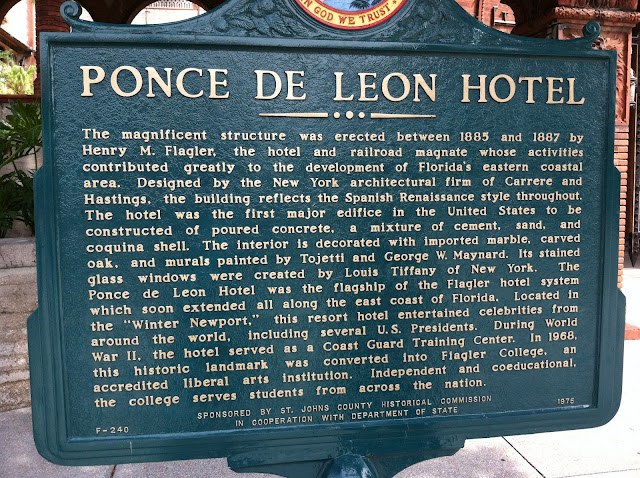 IN GOD WE TRUST
PONCE DE LEON HOTEL
The magnificent structure was erected between 1885 and 1887 by
Henry M. Flagler, the hotel and railroad magnate whose activities
contributed greatly to the development of Florida's eastern coastal
area. Designed by the New York architectural firm of Carrere and
Hastings, the building reflects the Spanish Renaissance style throughout.
The hotel was the first major edifice in the United States to be
constructed of poured concrete, a mixture of cement, sand, and
coquina shell. The interior is decorated with imported marble, carved
oak, and murals painted by Tojetti and George W. Maynard. Its stained
glass windows were created by Louis Tiffany of New York. The
Ponce de Leon Hotel was the flagship of the Flagler hotel system
which soon extended all along the east coast of Florida. Located in
the "Winter Newport," this resort hotel entertained celebrities from
around the world, including several U.S. Presidents. During World
War II, the hotel served as a Coast Guard Training Center. In 1968,
this historic landmark was converted into Flagler College, an
accredited liberal arts institution. Independent and coeducational,
the college serves students from across the nation.
SPONSORED BY ST. JOHNS COUNTY HISTORICAL COMMISSION
IN COOPERATION WITH DEPARTMENT OF STATE
F-240 1975